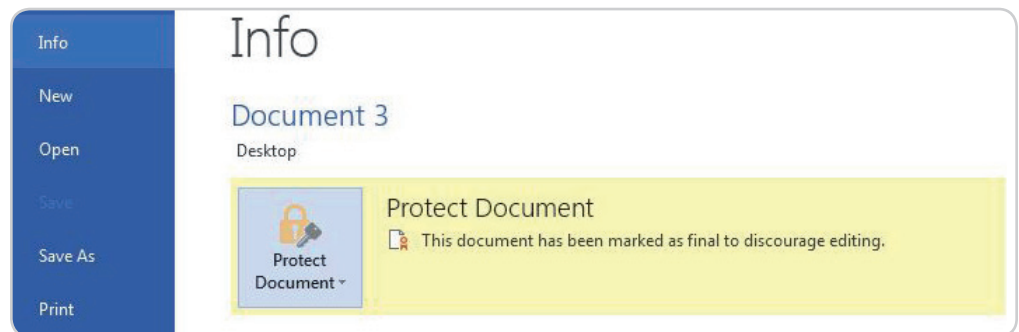 Info
New
Open
Save
Save As
Print
Info
Document 3
Desktop
Protect
Document
Protect Document
This document has been marked as final to discourage editing.